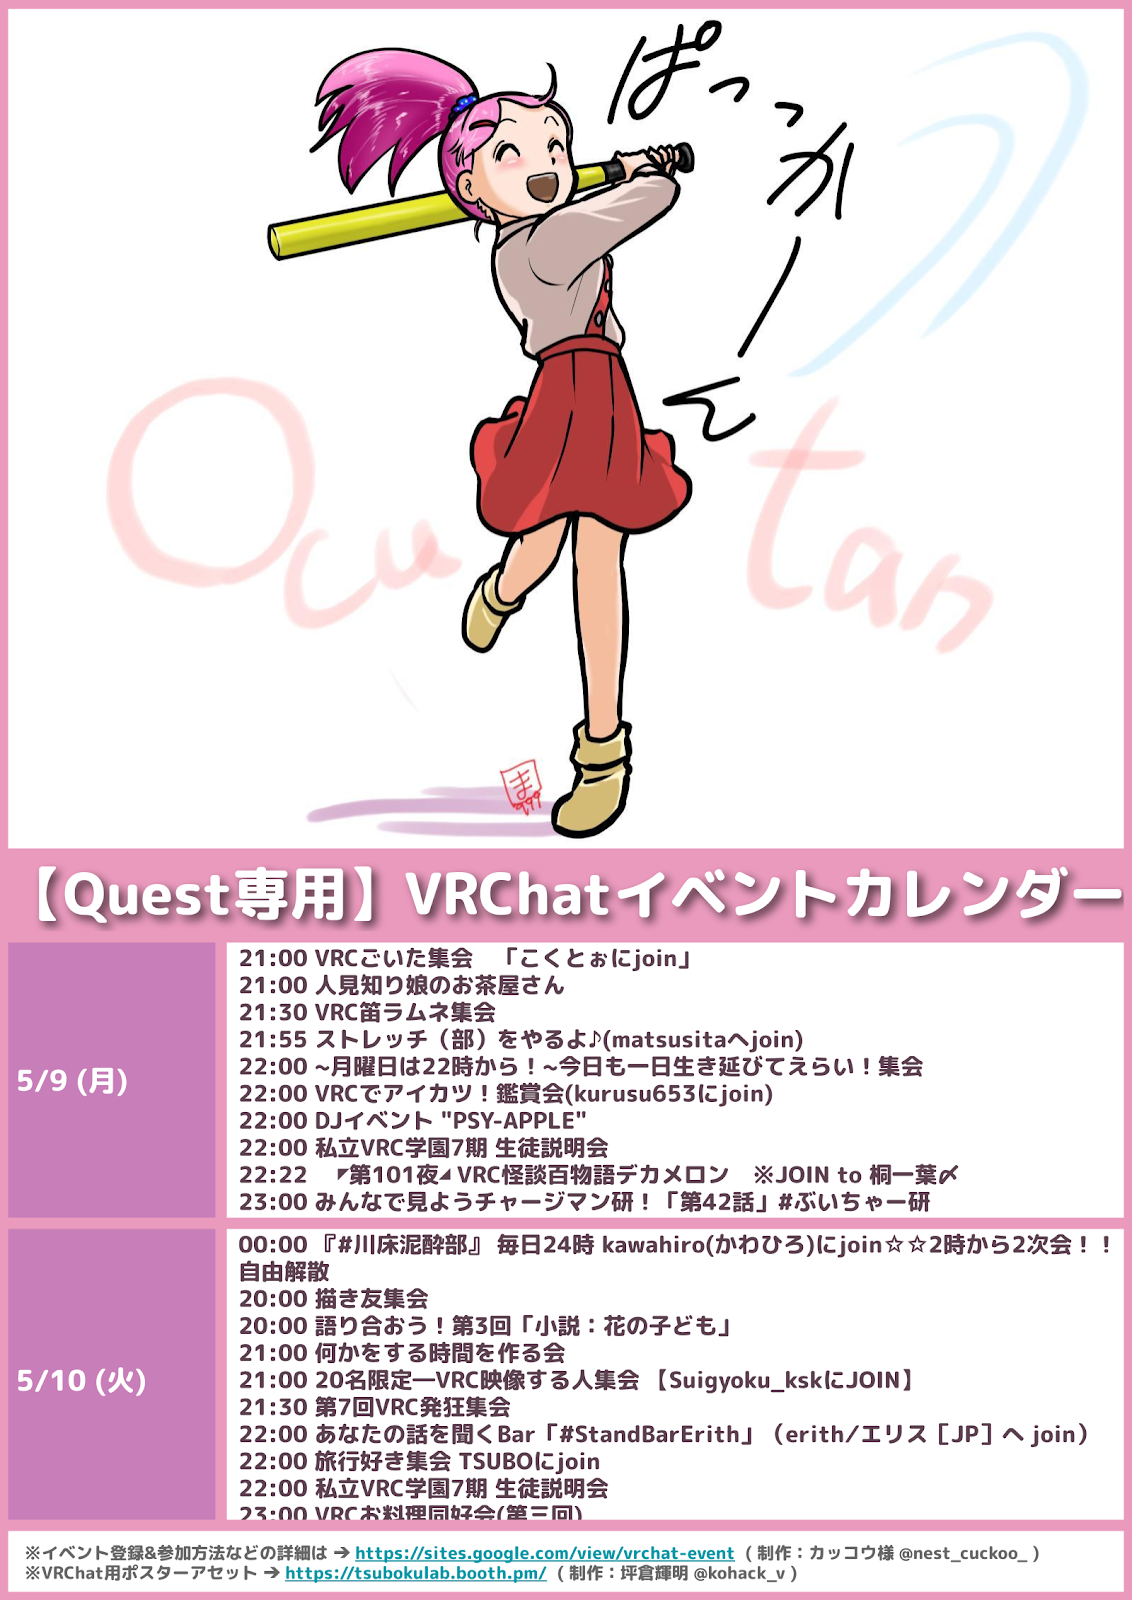 ぱっっかーん
Ocu tan
ま
999
【Quest専用】VRChatイベントカレンダー
5/9 (月)
21:00 VRCごいた集会　「こくとぉにjoin」
21:00 人見知り娘のお茶屋さん
21:30 VRC笛ラムネ集会
21:55 ストレッチ（部）をやるよ♪(matsusitaへjoin)
22:00 ~月曜日は22時から！~今日も一日生き延びてえらい！集会
22:00 VRCでアイカツ！鑑賞会(kurusu653にjoin)
22:00 DJイベント "PSY-APPLE"
22:00 私立VRC学園7期 生徒説明会
22:22　◤第101夜◢ VRC怪談百物語デカメロン　※JOIN to 桐一葉〆
23:00 みんなで見ようチャージマン研！「第42話」#ぶいちゃー研
5/10 (火)
00:00 『#川床泥酔部』 毎日24時 kawahiro(かわひろ)にjoin☆☆2時から2次会！！
自由解散
20:00 描き友集会
20:00 語り合おう！第3回「小説：花の子ども」
21:00 何かをする時間を作る会
21:00 20名限定―VRC映像する人集会 【Suigyoku_kskにJOIN】
21:30 第7回VRC発狂集会
22:00 あなたの話を聞くBar「#StandBarErith」（erith/エリス［JP］へ join）
22:00 旅行好き集会 TSUBOにjoin
22:00 私立VRC学園7期 生徒説明会
23:00 VRCお料理同好会(第三回)
※イベント登録&参加方法などの詳細は ➔ https://sites.google.com/view/vrchat-event （ 制作：カッコウ様 @nest_cuckoo_ ）
※VRChat用ポスターアセット ➔ https://tsubokulab.booth.pm/ （ 制作：坪倉輝明 @kohack_v ）